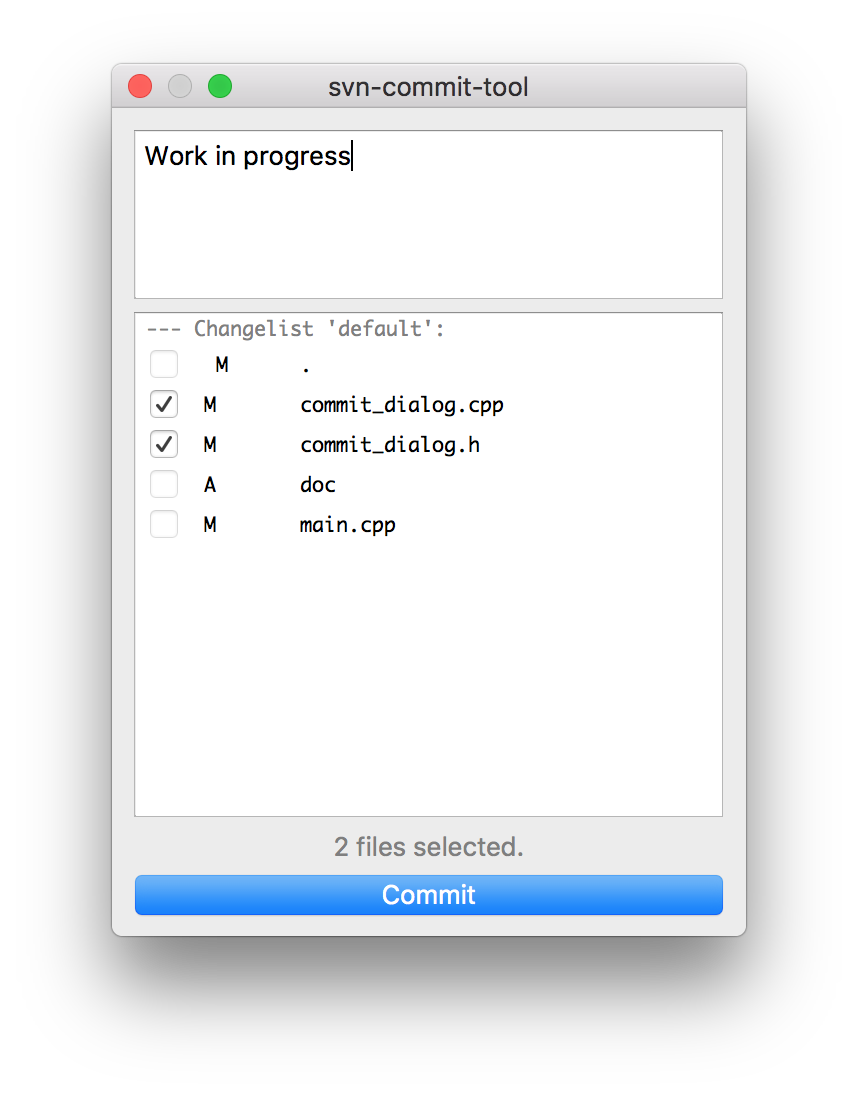 svn-commit-tool
Work in progress
--- Changelist 'default':
M .
M commit_dialog.cpp
M commit_dialog.h
A doc
M main.cpp
2 files selected.
Commit